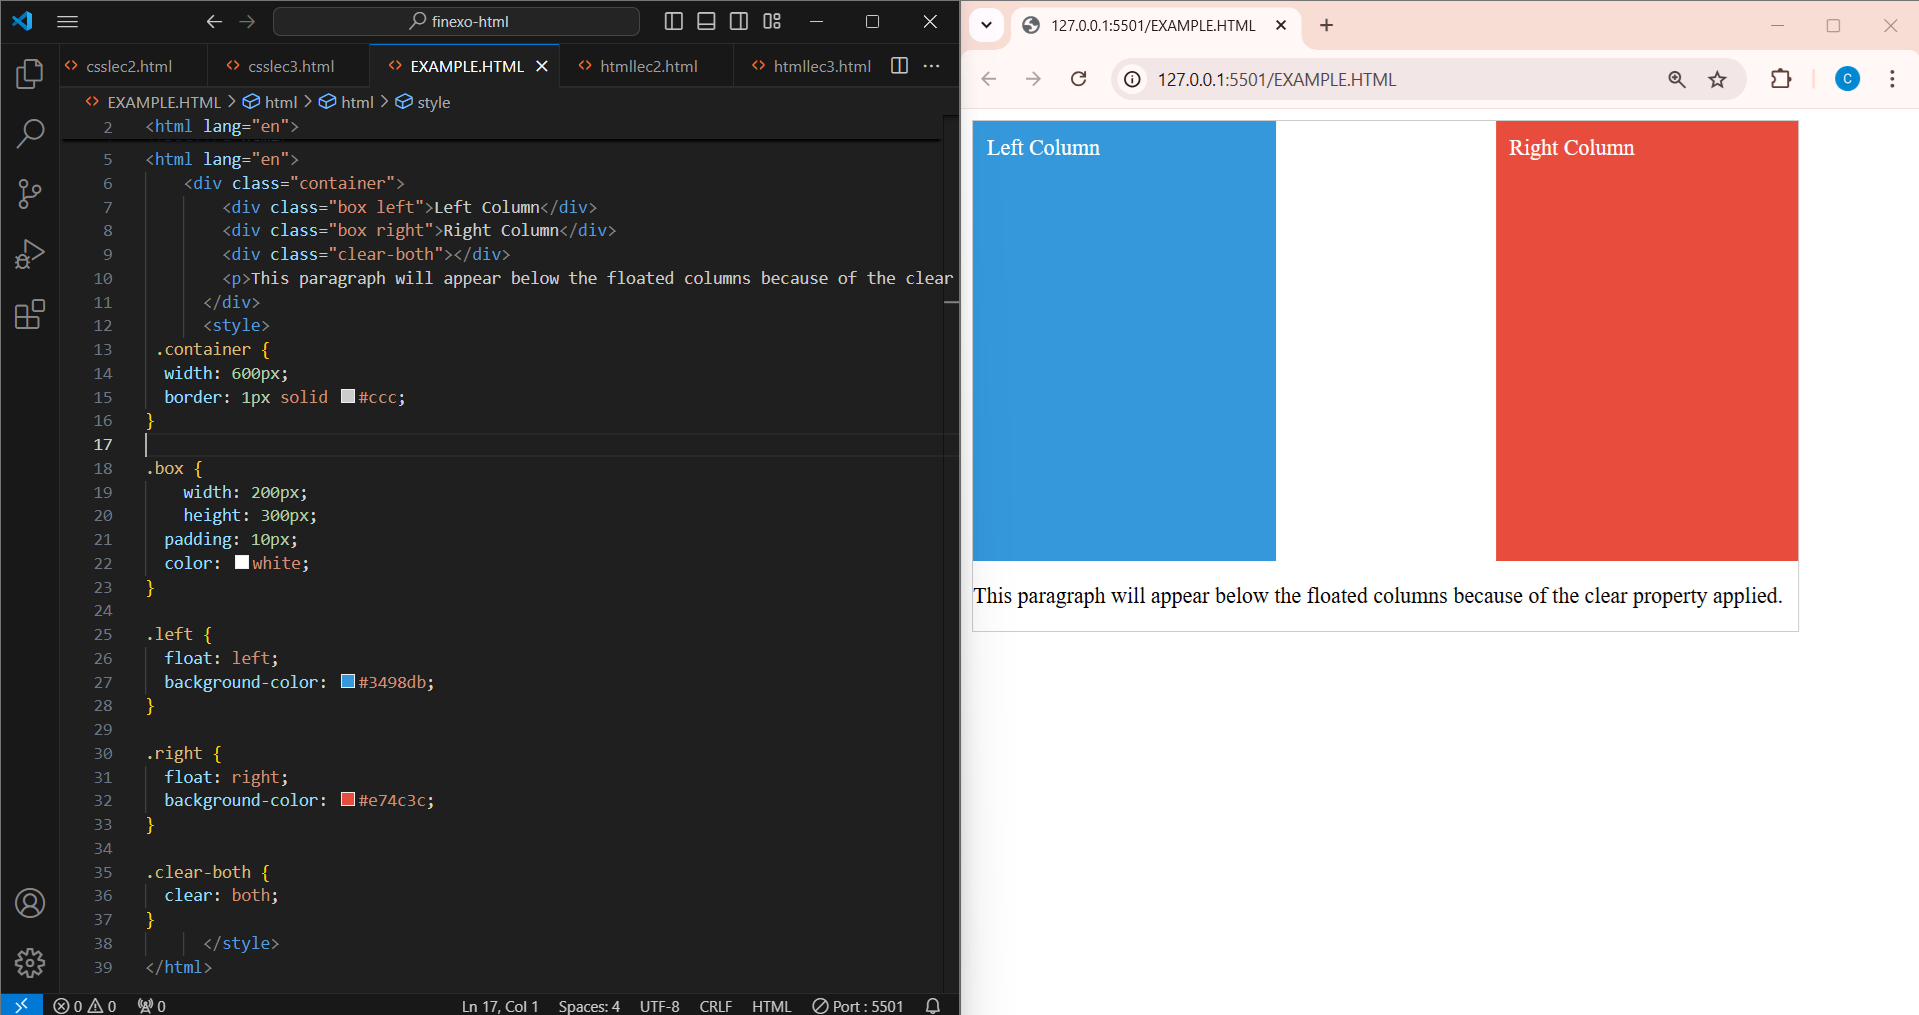 finexo-html
csslec2.html
csslec3.html
EXAMPLE.HTML
htmllec2.html
htmllec3.html
EXAMPLE.HTML > html > html > style
2 <html lang="en">
5 <html lang="en">
6 <div class="container">
7 <div class="box left">Left Column</div>
8 <div class="box right">Right Column</div>
9 <div class="clear-both"></div>
10 <p>This paragraph will appear below the floated columns because of the clear
11 </div>
12 <style>
13 .container {
14 width: 600px;
15 border: 1px solid #ccc;
16 }
17
18 .box {
19 width: 200px;
20 height: 300px;
21 padding: 10px;
22 color: white;
23 }
24
25 .left {
26 float: left;
27 background-color: #3498db;
28 }
29
30 .right {
31 float: right;
32 background-color: #e74c3c;
33 }
34
35 .clear-both {
36 clear: both;
37 }
38 </style>
39 </html>
0 0 0 Ln 17, Col 1 Spaces: 4 UTF-8 CRLF HTML Port : 5501
127.0.0.1:5501/EXAMPLE.HTML
127.0.0.1:5501/EXAMPLE.HTML
C
Left Column
Right Column
This paragraph will appear below the floated columns because of the clear property applied.